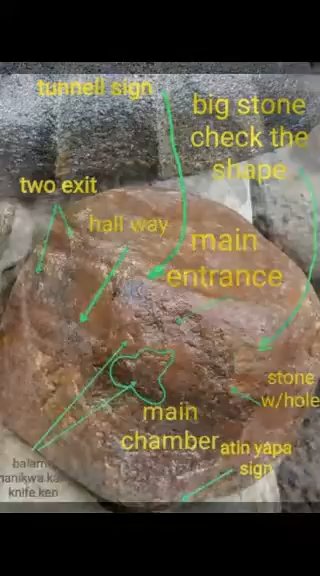 tunnell sign
big stone
check the
shape
two exit
hall way
main
entrance
stone
w/hole
main
chamber
atin yapa
sign
knife ken